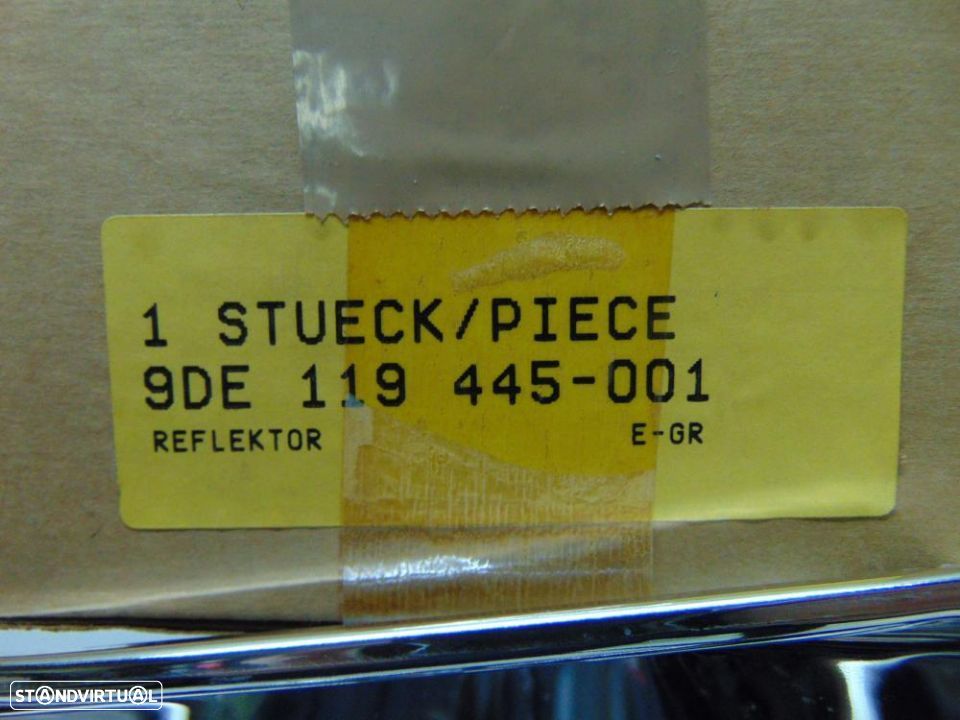 1 STUECK/PIECE
9DE 119 445-001
REFLEKTOR E-GR
STANDVIRTUAL